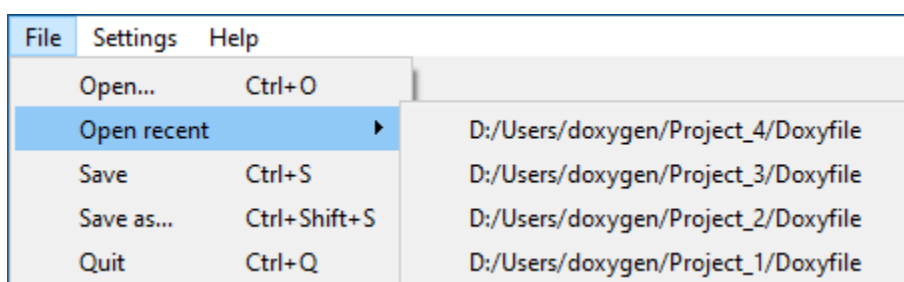 File Settings Help
Open... Ctrl+O
Open recent D:/Users/doxygen/Project_4/Doxyfile
Save Ctrl+S D:/Users/doxygen/Project_3/Doxyfile
Save as... Ctrl+Shift+S D:/Users/doxygen/Project_2/Doxyfile
Quit Ctrl+Q D:/Users/doxygen/Project_1/Doxyfile